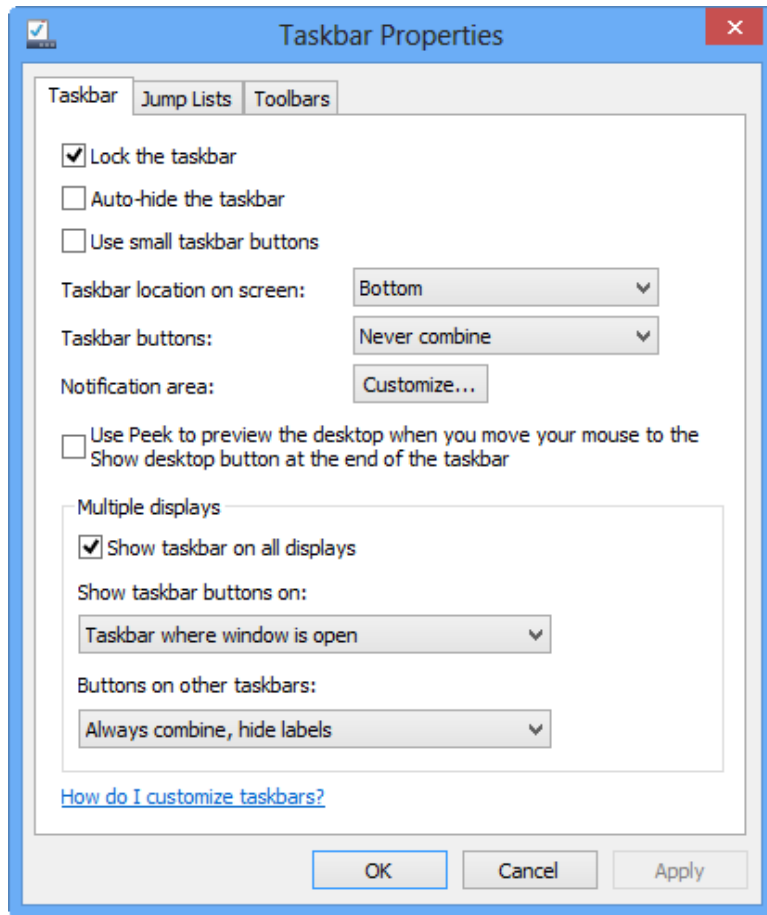 Taskbar Properties
Taskbar
Jump Lists
Toolbars
Lock the taskbar
Auto-hide the taskbar
Use small taskbar buttons
Taskbar location on screen:
Bottom
Taskbar buttons:
Never combine
Notification area:
Customize...
Use Peek to preview the desktop when you move your mouse to the
Show desktop button at the end of the taskbar
Multiple displays
Show taskbar on all displays
Show taskbar buttons on:
Taskbar where window is open
Buttons on other taskbars:
Always combine, hide labels
How do I customize taskbars?
OK
Cancel
Apply